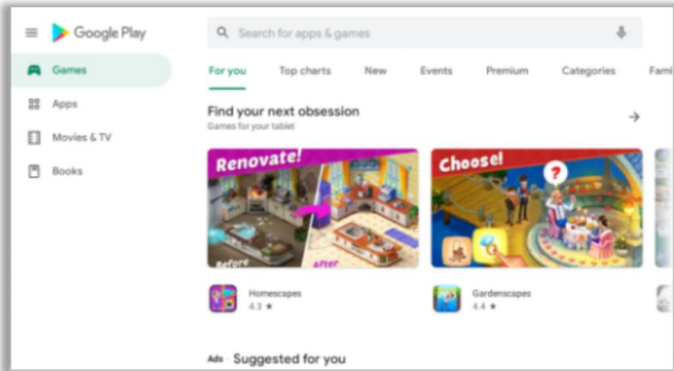 Google Play
Search for apps & games
Games
Apps
Movies & TV
Books
For you Top charts New Events Premium Categories Fami
Find your next obsession
Games for your tablet
Renovate!
Before
After
Choose!
?
Homescapes
4.3 ★
Gardenscapes
4.4 ★
Ads · Suggested for you